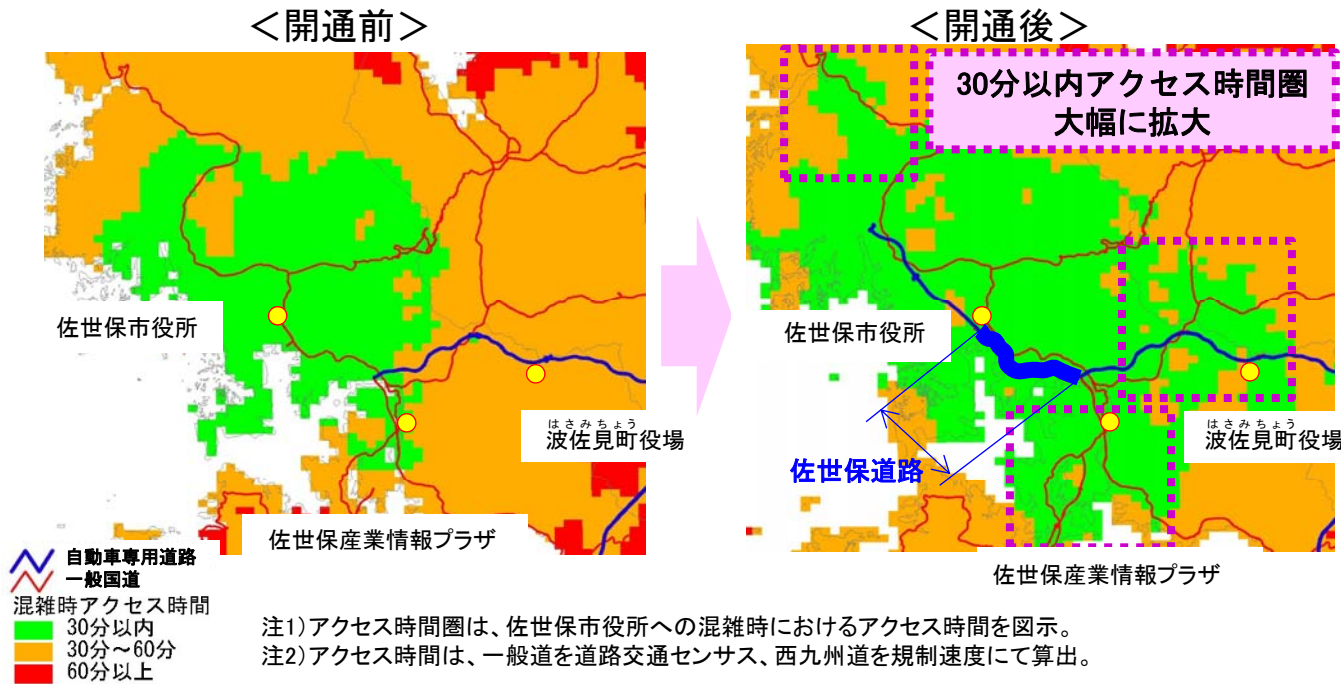 ＜開通前＞
＜開通後＞
30分以内アクセス時間圏
大幅に拡大
佐世保市役所
はさみちょう
波佐見町役場
佐世保産業情報プラザ
佐世保市役所
佐世保道路
はさみちょう
波佐見町役場
佐世保産業情報プラザ
自動車専用道路
一般国道
混雑時アクセス時間
30分以内
30分～60分
60分以上
注1）アクセス時間圏は、佐世保市役所への混雑時におけるアクセス時間を図示。
注2）アクセス時間は、一般道を道路交通センサス、西九州道を規制速度にて算出。